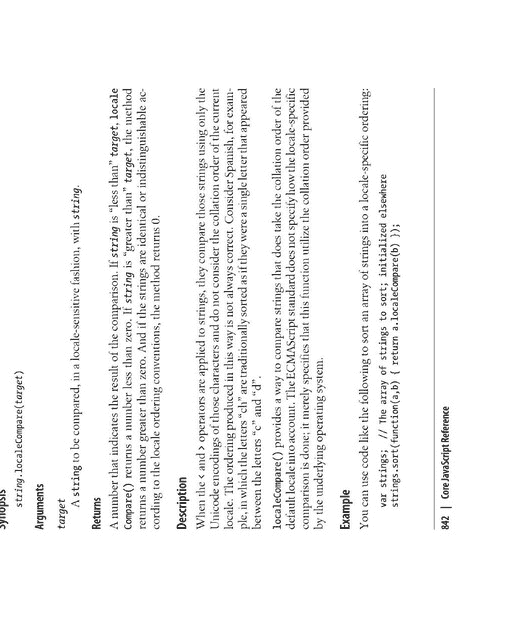 Synopsis
string.localeCompare(target)
Arguments
target
A string to be compared, in a locale-sensitive fashion, with string.
Returns
A number that indicates the result of the comparison. If string is “less than” target, locale
Compare() returns a number less than zero. If string is “greater than” target, the method
returns a number greater than zero. And if the strings are identical or indistinguishable ac-
cording to the locale ordering conventions, the method returns 0.
Description
When the < and > operators are applied to strings, they compare those strings using only the
Unicode encodings of those characters and do not consider the collation order of the current
locale. The ordering produced in this way is not always correct. Consider Spanish, for exam-
ple, in which the letters “ch” are traditionally sorted as if they were a single letter that appeared
between the letters “c” and “d”.
localeCompare() provides a way to compare strings that does take the collation order of the
default locale into account. The ECMAScript standard does not specify how the locale-specific
comparison is done; it merely specifies that this function utilize the collation order provided
by the underlying operating system.
Example
You can use code like the following to sort an array of strings into a locale-specific ordering:
var strings; // The array of strings to sort; initialized elsewhere
strings.sort(function(a,b) { return a.localeCompare(b) });
842 | Core JavaScript Reference